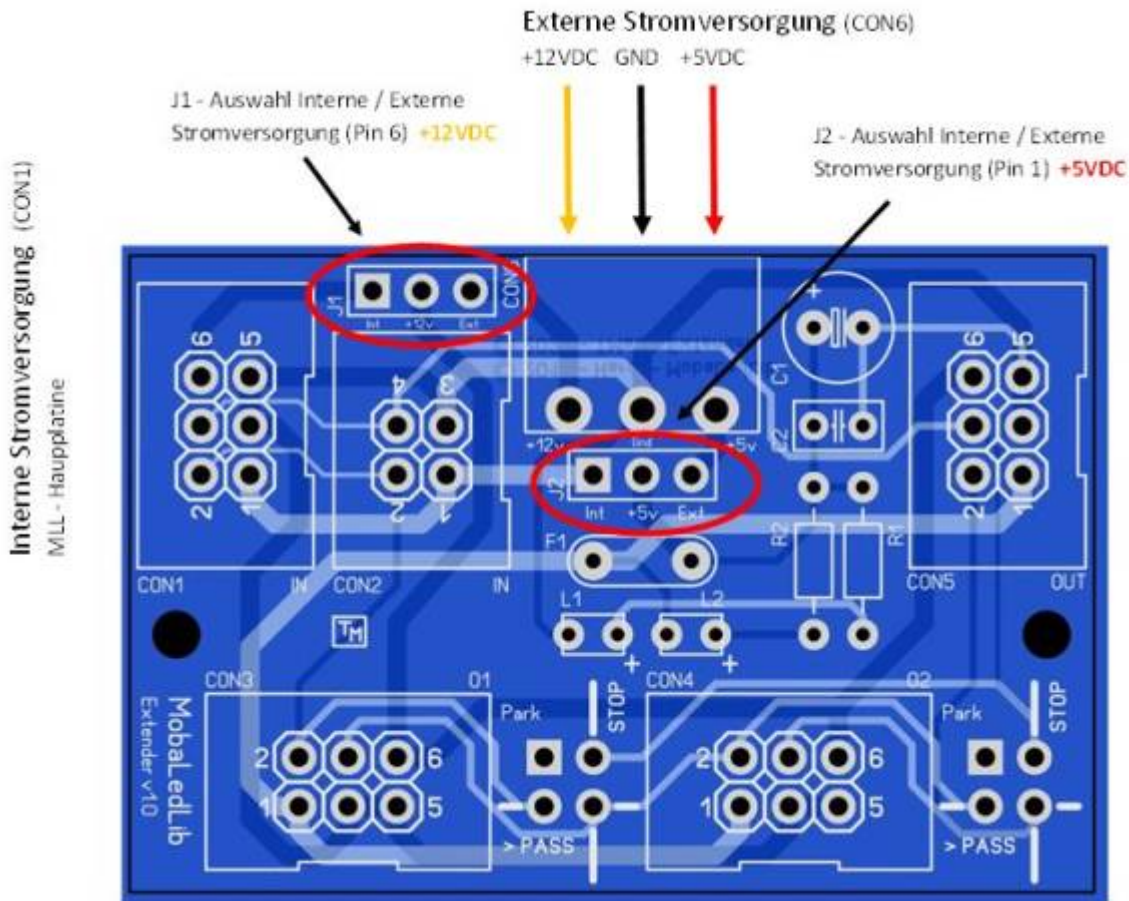 Externe Stromversorgung (CON6)
+12VDC GND +5VDC
J1 - Auswahl Interne / Externe
Stromversorgung (Pin 6) +12VDC
J2 - Auswahl Interne / Externe
Stromversorgung (Pin 1) +5VDC
Interne Stromversorgung (CON1)
MLL - Hauptplatine
J1
Int +12v Ext
+
C1
6 5
2 1
CON1 IN
4 3
2 1
CON2 IN
+12v Gnd +5v
J2
Int +5v Ext
F1
L1 L2
+ +
R2 R1
6 5
2 1
CON5 OUT
TM
MobaLedLib
Extender v1.0
CON3 O1
2 6
1 5
Park
STOP
> PASS
CON4 O2
2 6
1 5
Park
STOP
> PASS